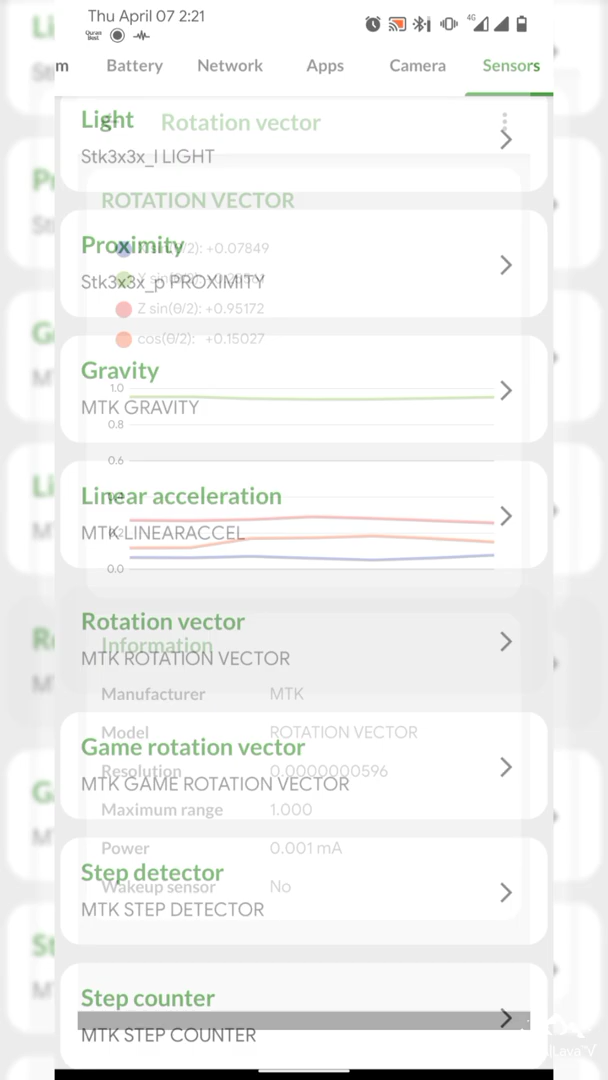 Thu April 07 2:21
4G
m Battery Network Apps Camera Sensors
Light
Rotation vector
Stk3x3x_l LIGHT
ROTATION VECTOR
Proximity
/2): +0.07849
Stk3x3x_p PROXIMITY
Z sin(θ/2): +0.95172
cos(θ/2): +0.15027
Gravity
1.0
MTK GRAVITY
0.8
0.6
Linear acceleration
MTK LINEARACCEL
0.0
Rotation vector
Information
MTK ROTATION VECTOR
Manufacturer MTK
Model ROTATION VECTOR
Game rotation vector
Resolution 0.0000000596
MTK GAME ROTATION VECTOR
Maximum range 1.000
Power 0.001 mA
Step detector
Wakeup sensor No
MTK STEP DETECTOR
Step counter
MTK STEP COUNTER